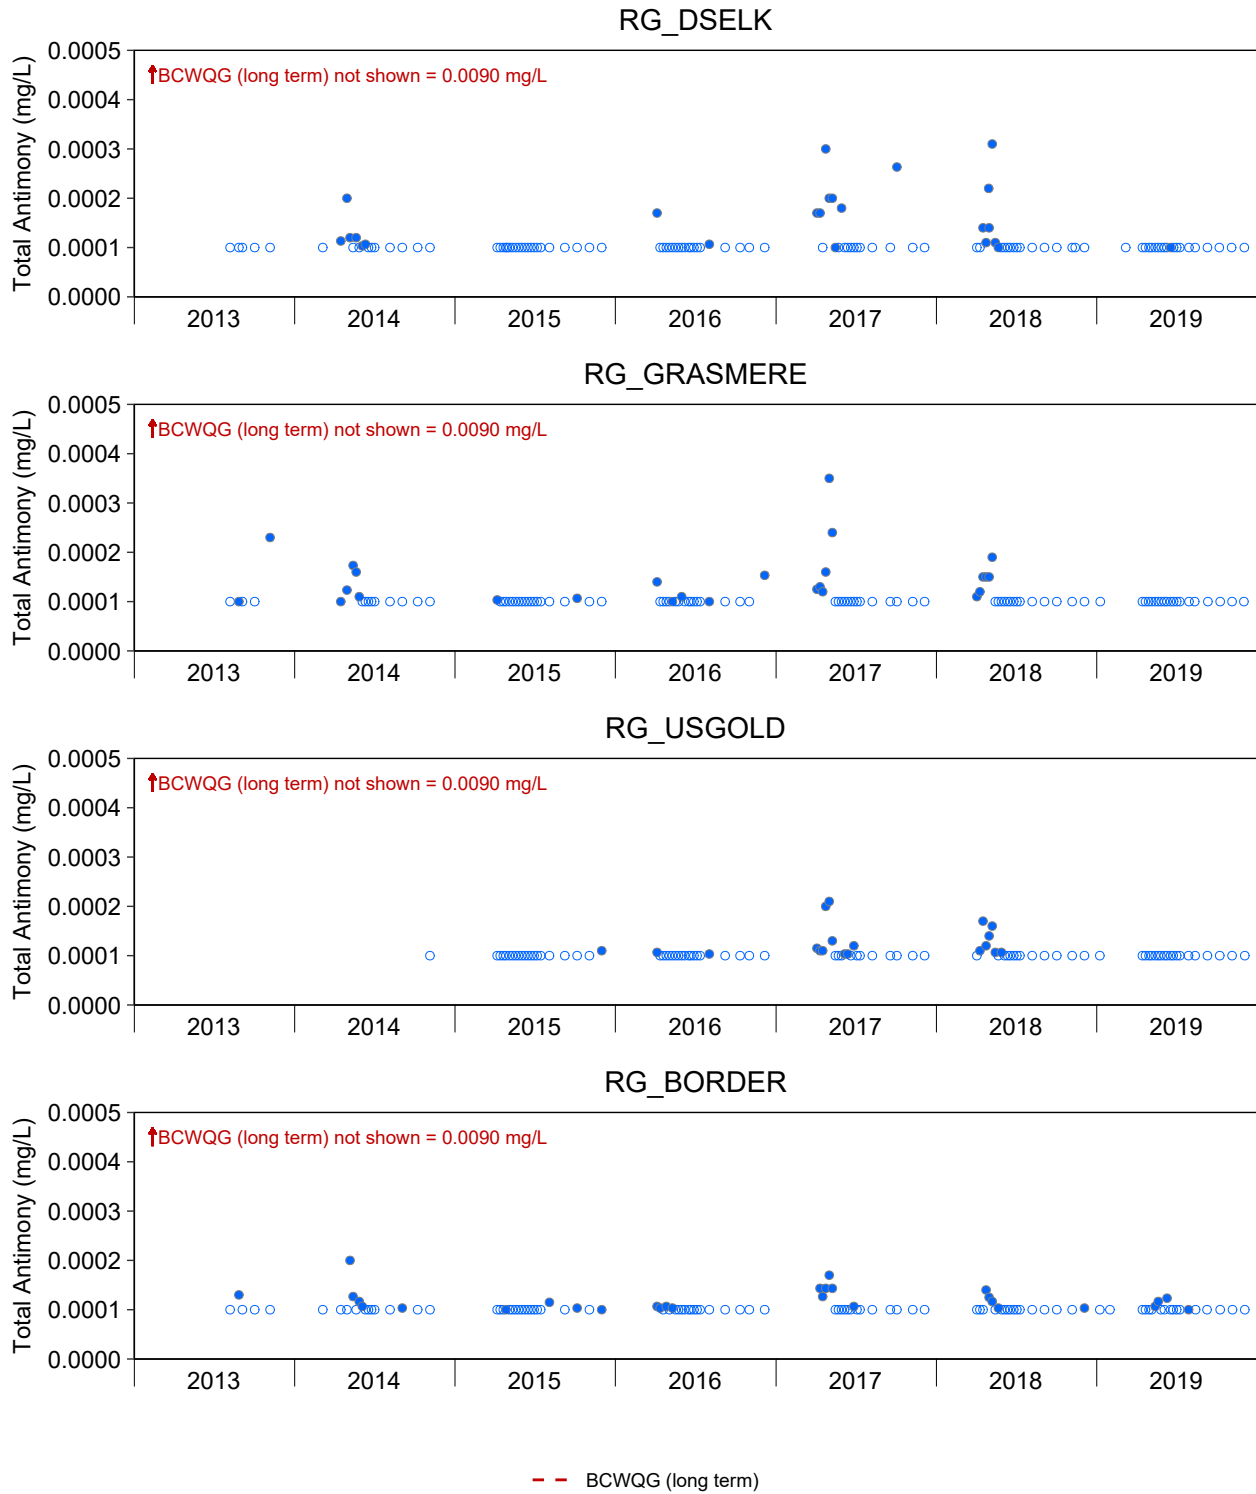 RG_DSELK
Total Antimony (mg/L)
0.0005
0.0004
0.0003
0.0002
0.0001
0.0000
↑BCWQG (long term) not shown = 0.0090 mg/L
2013 2014 2015 2016 2017 2018 2019
RG_GRASMERE
Total Antimony (mg/L)
0.0005
0.0004
0.0003
0.0002
0.0001
0.0000
↑BCWQG (long term) not shown = 0.0090 mg/L
2013 2014 2015 2016 2017 2018 2019
RG_USGOLD
Total Antimony (mg/L)
0.0005
0.0004
0.0003
0.0002
0.0001
0.0000
↑BCWQG (long term) not shown = 0.0090 mg/L
2013 2014 2015 2016 2017 2018 2019
RG_BORDER
Total Antimony (mg/L)
0.0005
0.0004
0.0003
0.0002
0.0001
0.0000
↑BCWQG (long term) not shown = 0.0090 mg/L
2013 2014 2015 2016 2017 2018 2019
BCWQG (long term)